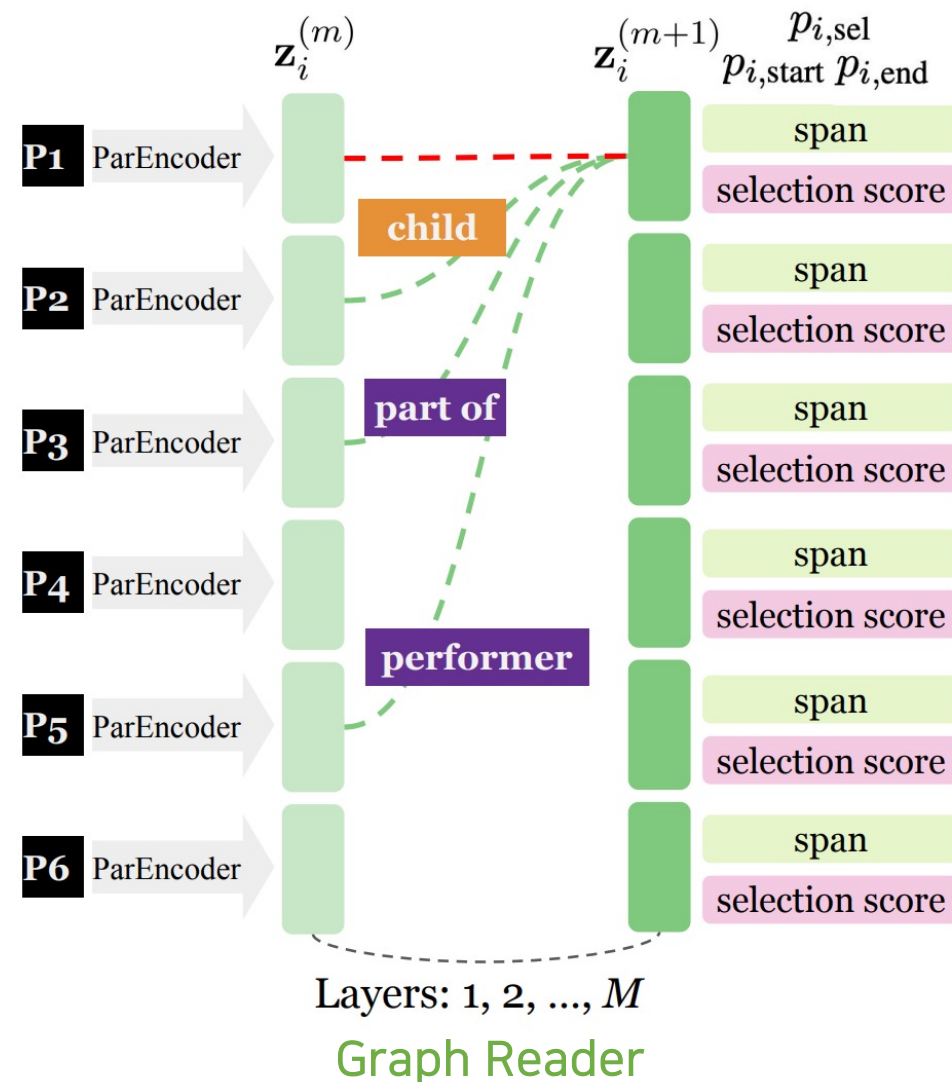 z_i^(m) z_i^(m+1) p_i,sel
p_i,start p_i,end
P1 ParEncoder span
selection score
child
P2 ParEncoder span
selection score
part of
P3 ParEncoder span
selection score
P4 ParEncoder span
selection score
performer
P5 ParEncoder span
selection score
P6 ParEncoder span
selection score
Layers: 1, 2, ..., M
Graph Reader